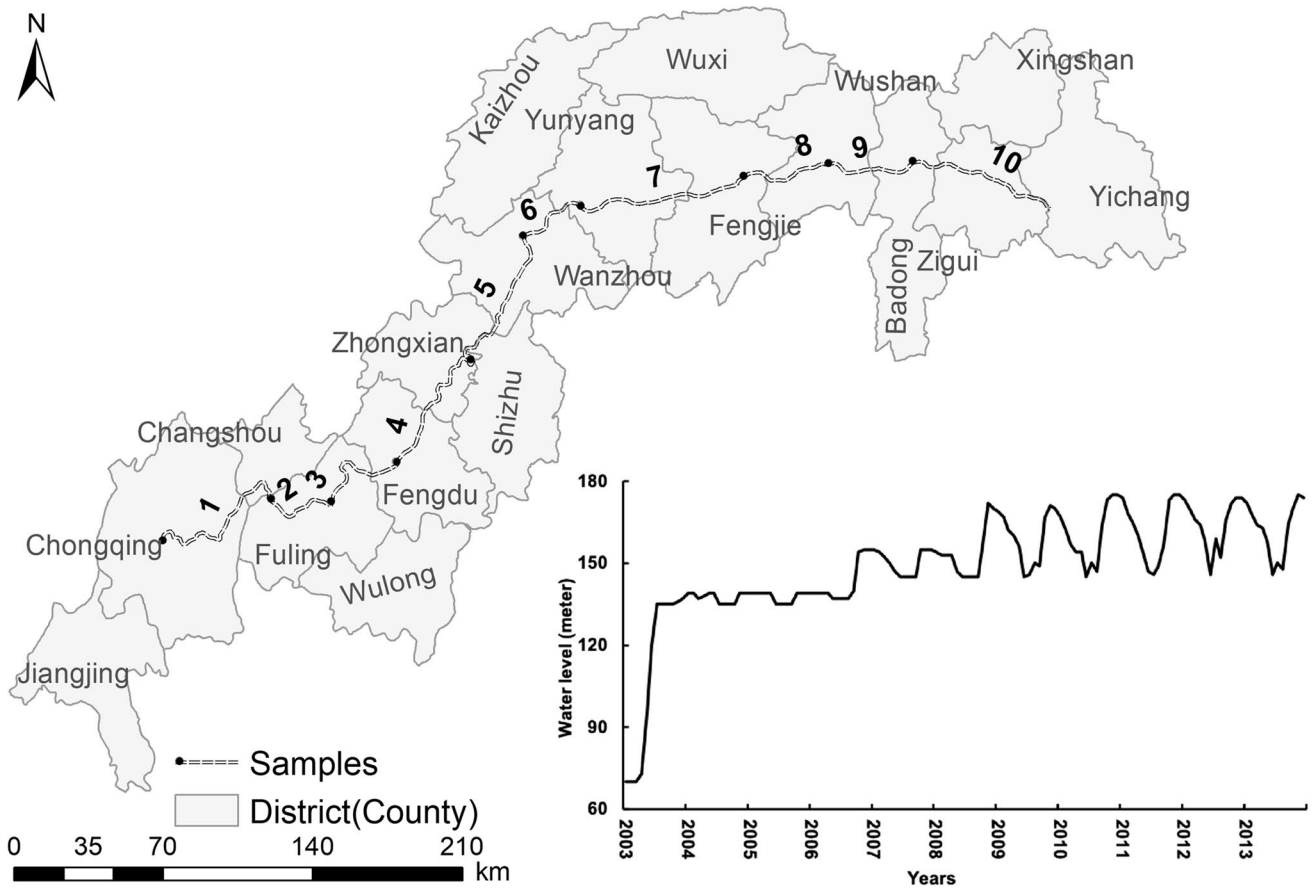 N
Wuxi
Xingshan
Wushan
Kaizhou
Yunyang
8
9
10
7
Yichang
6
Fengjie
Badong
Zigui
Wanzhou
5
Zhongxian
Shizhu
4
Changshou
2
3
1
Fengdu
Chongqing
Fuling
Wulong
Jiangjing
Samples
District(County)
0 35 70 140 210
km
180
150
120
90
60
Water level (meter)
2003 2004 2005 2006 2007 2008 2009 2010 2011 2012 2013
Years